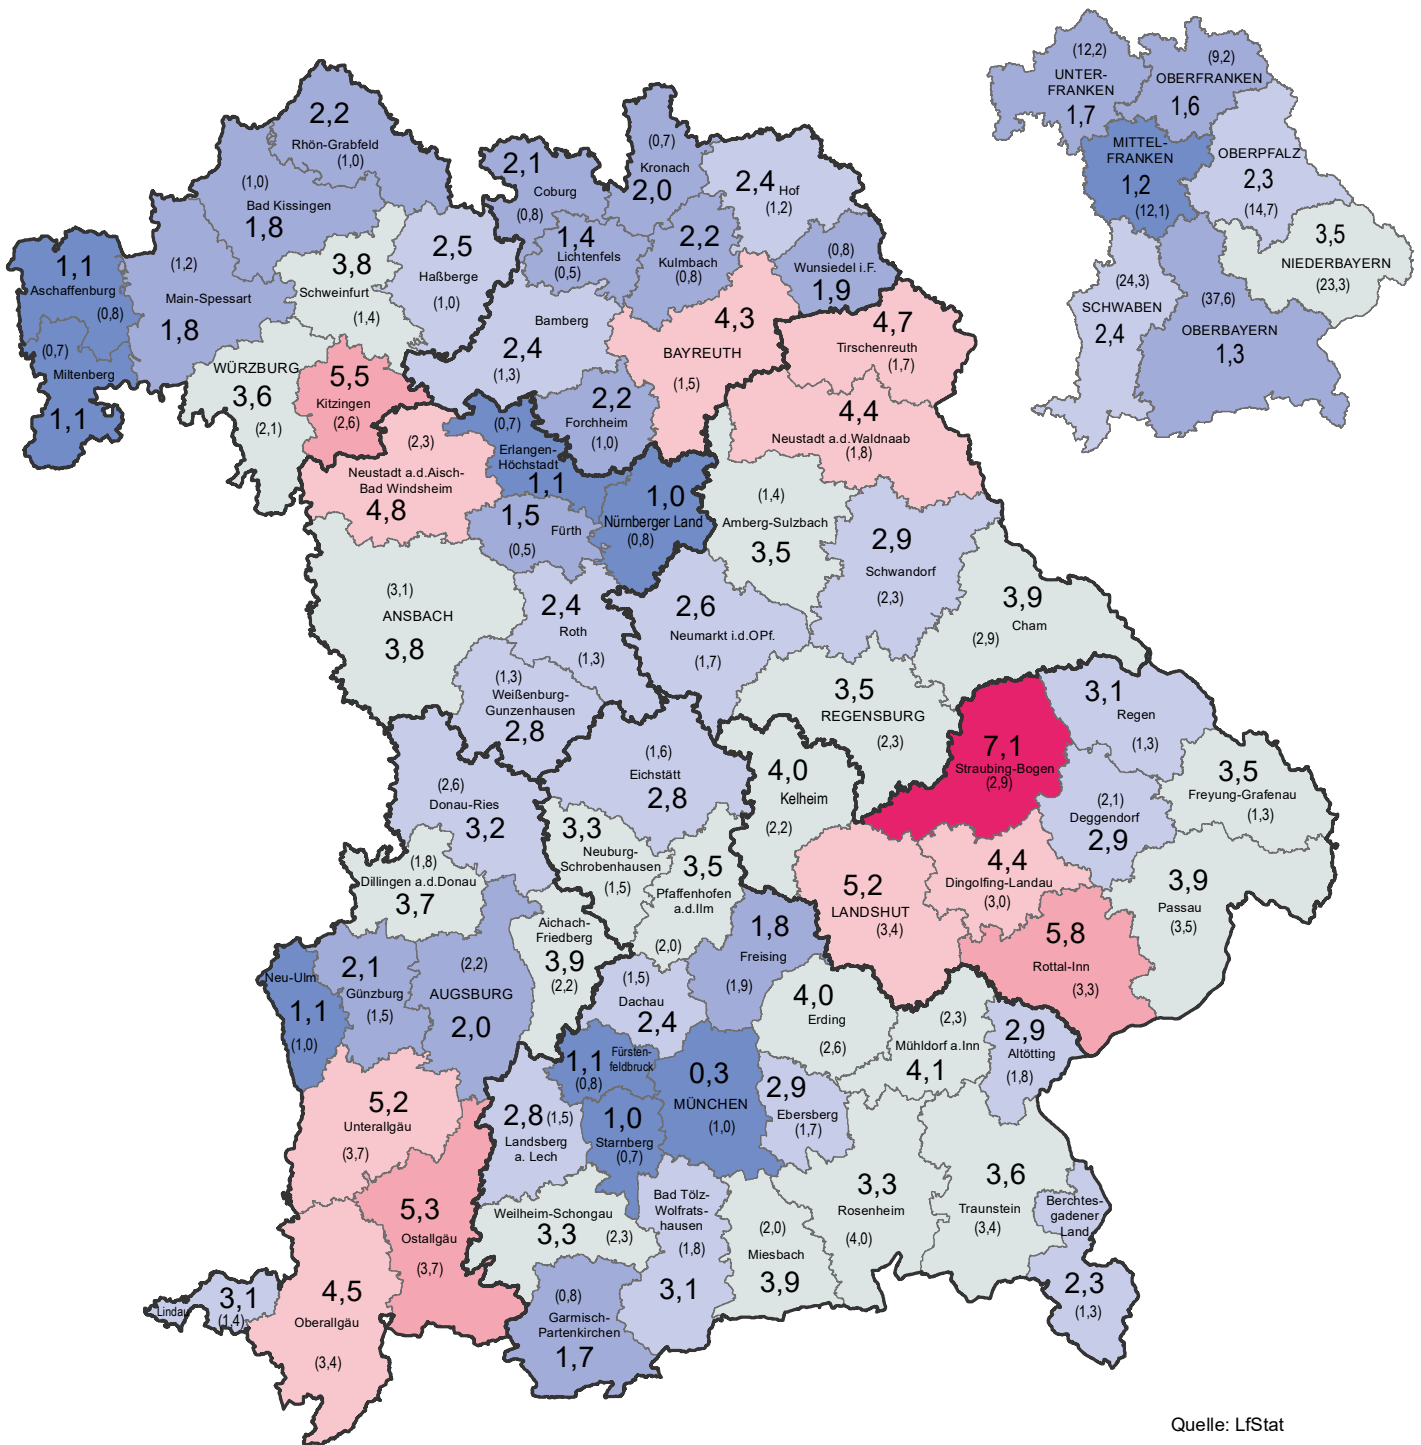 2,2
Rhön-Grabfeld
(1,0)
(1,0)
Bad Kissingen
1,8
(1,2)
Main-Spessart
1,8
1,1
Aschaffenburg
(0,8)
(0,7)
Miltenberg
1,1
3,8
Schweinfurt
(1,4)
2,5
Haßberge
(1,0)
WÜRZBURG
3,6
(2,1)
5,5
Kitzingen
(2,6)
2,1
Coburg
(0,8)
(0,7)
Kronach
2,0
2,4 Hof
(1,2)
1,4
Lichtenfels
(0,5)
2,2
Kulmbach
(0,8)
(0,8)
Wunsiedel i.F.
1,9
Bamberg
2,4
(1,3)
4,3
BAYREUTH
(1,5)
2,2
Forchheim
(1,0)
4,7
Tirschenreuth
(1,7)
4,4
Neustadt a.d.Waldnaab
(1,8)
(2,3)
Neustadt a.d.Aisch-
Bad Windsheim
4,8
(0,7)
Erlangen-
Höchstadt
1,1
1,5 Fürth
(0,5)
1,0
Nürnberger Land
(0,8)
(1,4)
Amberg-Sulzbach
3,5
2,9
Schwandorf
(2,3)
(3,1)
ANSBACH
3,8
2,4
Roth
(1,3)
(1,3)
Weißenburg-
Gunzenhausen
2,8
2,6
Neumarkt i.d.OPf.
(1,7)
3,9
Cham
(2,9)
3,5
REGENSBURG
(2,3)
7,1
Straubing-Bogen
(2,9)
3,1
Regen
(1,3)
3,5
Freyung-Grafenau
(1,3)
(2,1)
Deggendorf
2,9
(2,6)
Donau-Ries
3,2
(1,6)
Eichstätt
2,8
4,0
Kelheim
(2,2)
3,3
Neuburg-
Schrobenhausen
(1,5)
3,5
Pfaffenhofen
a.d.Ilm
(2,0)
(1,8)
Dillingen a.d.Donau
3,7
5,2
LANDSHUT
(3,4)
4,4
Dingolfing-Landau
(3,0)
3,9
Passau
(3,5)
5,8
Rottal-Inn
(3,3)
Aichach-
Friedberg
3,9
(2,2)
1,8
Freising
(1,9)
Neu-Ulm
1,1
(1,0)
2,1
Günzburg
(1,5)
(2,2)
AUGSBURG
2,0
(1,5)
Dachau
2,4
4,0
Erding
(2,6)
(2,3)
Mühldorf a.Inn
4,1
2,9
Altötting
(1,8)
1,1 Fürsten-
feldbruck
(0,8)
0,3
MÜNCHEN
(1,0)
2,9
Ebersberg
(1,7)
5,2
Unterallgäu
(3,7)
2,8 (1,5)
Landsberg
a. Lech
1,0
Starnberg
(0,7)
5,3
Ostallgäu
(3,7)
Weilheim-Schongau
3,3 (2,3)
Bad Tölz-
Wolfrats-
hausen
(1,8)
3,1
(2,0)
Miesbach
3,9
3,3
Rosenheim
(4,0)
3,6
Traunstein
(3,4)
Berchtes-
gadener
Land
2,3
(1,3)
Lindau
3,1
(1,4)
4,5
Oberallgäu
(3,4)
(0,8)
Garmisch-
Partenkirchen
1,7
(12,2)
UNTER-
FRANKEN
1,7
(9,2)
OBERFRANKEN
1,6
MITTEL-
FRANKEN
1,2
(12,1)
OBERPFALZ
2,3
(14,7)
3,5
NIEDERBAYERN
(23,3)
(24,3)
SCHWABEN
2,4
(37,6)
OBERBAYERN
1,3
Quelle: LfStat